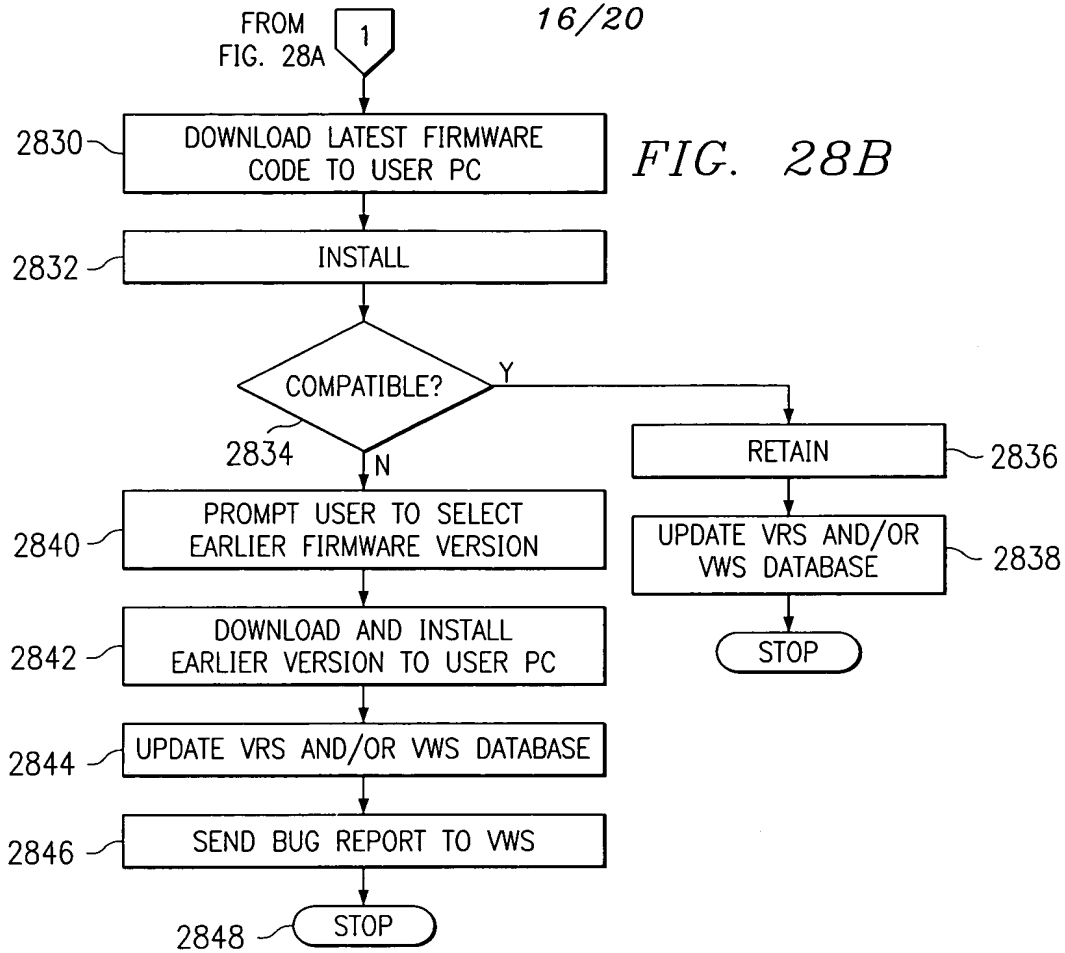 16/20
FROM
FIG. 28A
1
FIG. 28B
2830
DOWNLOAD LATEST FIRMWARE
CODE TO USER PC
2832
INSTALL
COMPATIBLE?
Y
2834
N
RETAIN
2836
UPDATE VRS AND/OR
VWS DATABASE
2838
STOP
2840
PROMPT USER TO SELECT
EARLIER FIRMWARE VERSION
2842
DOWNLOAD AND INSTALL
EARLIER VERSION TO USER PC
2844
UPDATE VRS AND/OR VWS DATABASE
2846
SEND BUG REPORT TO VWS
2848
STOP